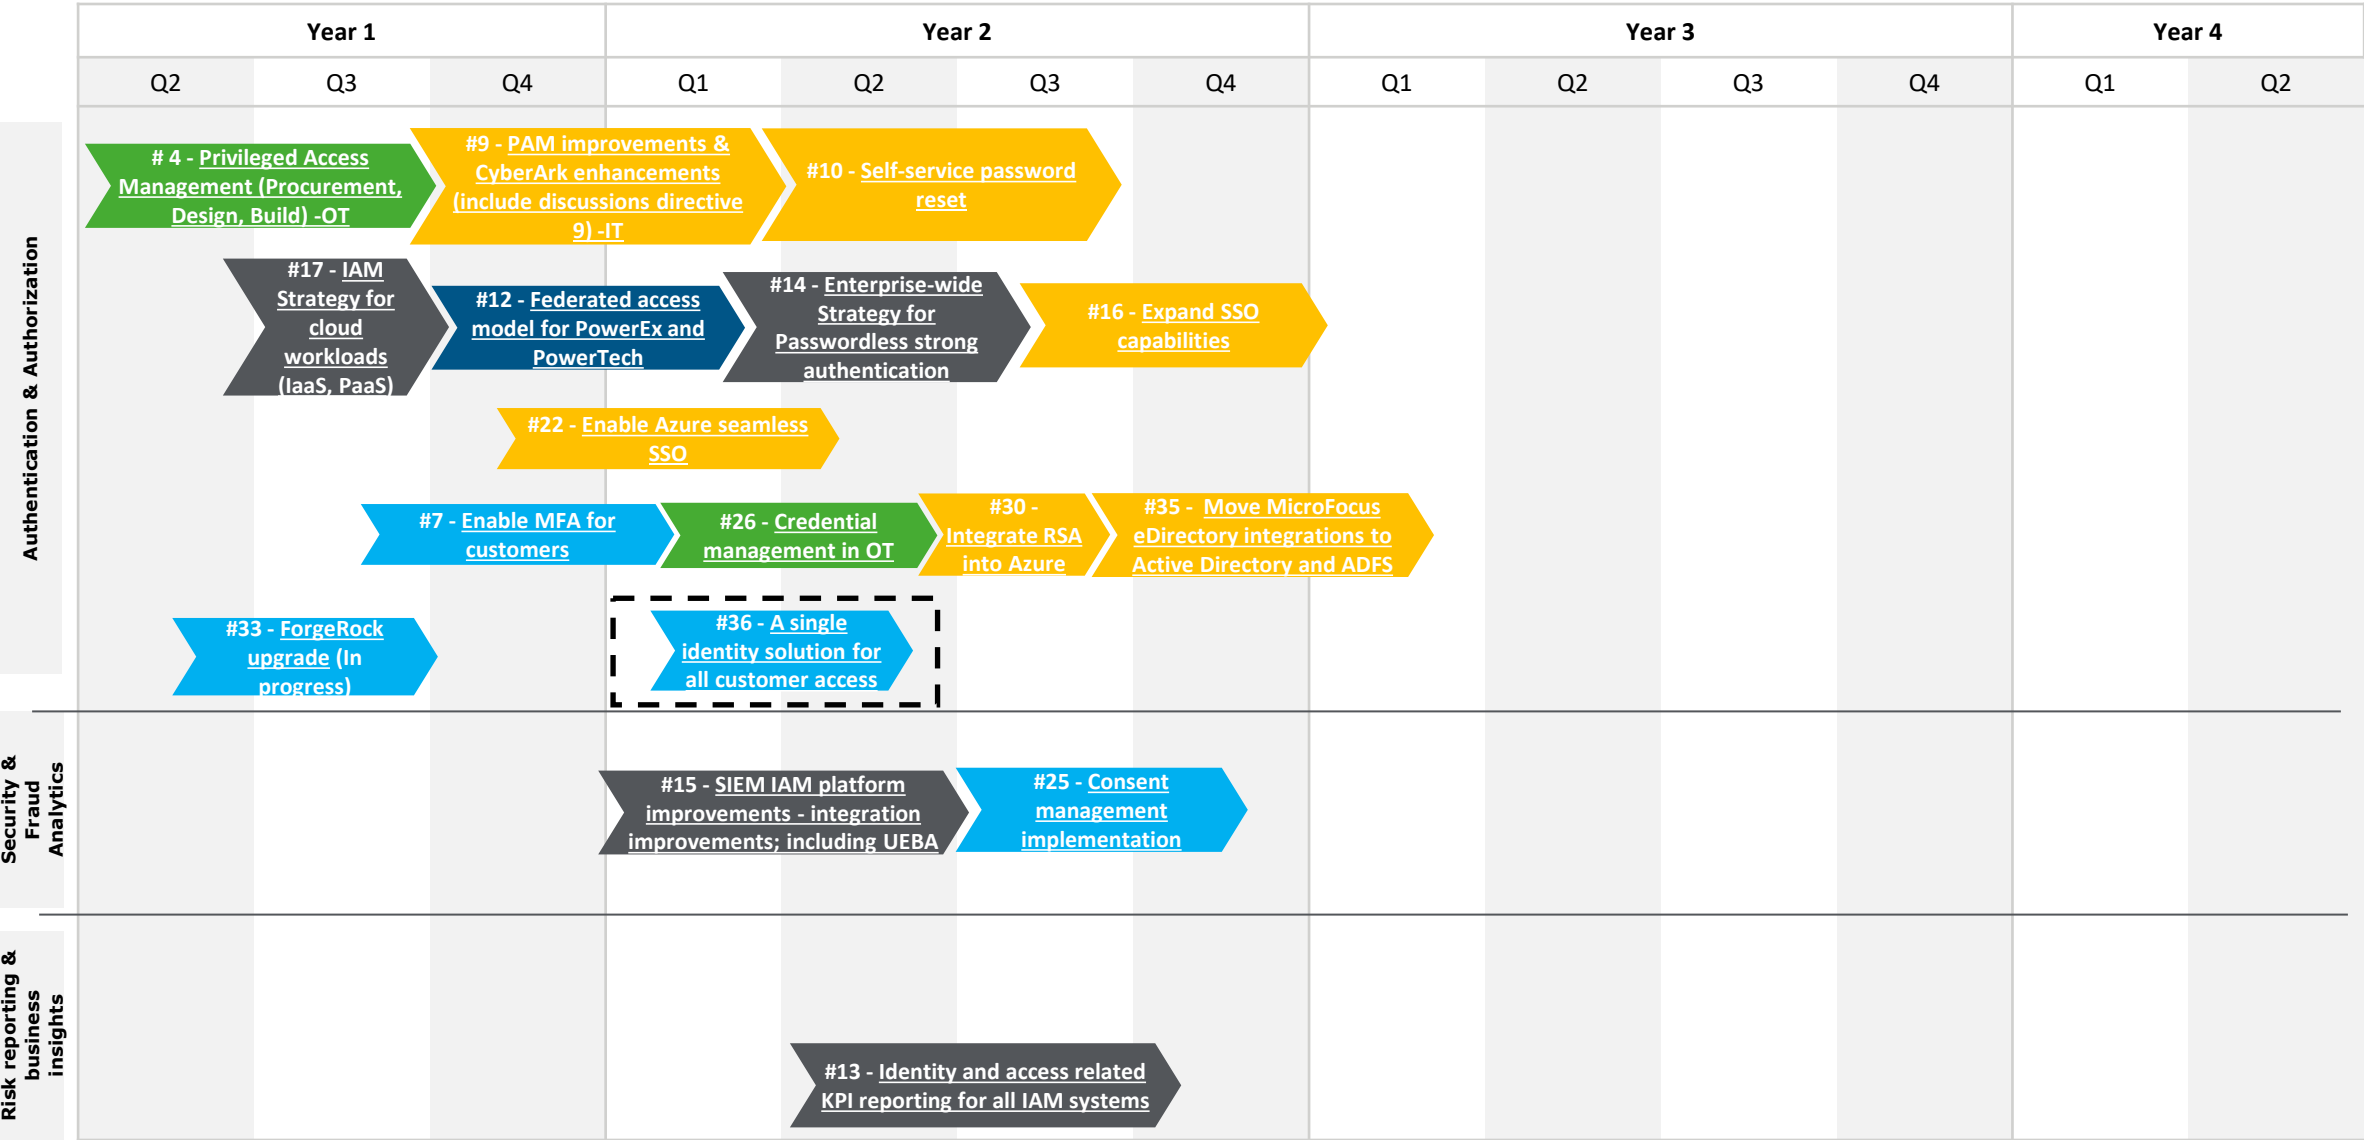 Year 1
Year 2
Year 3
Year 4
Q2
Q3
Q4
Q1
Q2
Q3
Q4
Q1
Q2
Q3
Q4
Q1
Q2
Authentication & Authorization
# 4 - Privileged Access
Management (Procurement,
Design, Build) -OT
#9 - PAM improvements &
CyberArk enhancements
(include discussions directive
9) -IT
#10 - Self-service password
reset
#17 - IAM
Strategy for
cloud
workloads
(IaaS, PaaS)
#12 - Federated access
model for PowerEx and
PowerTech
#14 - Enterprise-wide
Strategy for
Passwordless strong
authentication
#16 - Expand SSO
capabilities
#22 - Enable Azure seamless
SSO
#7 - Enable MFA for
customers
#26 - Credential
management in OT
#30 -
Integrate RSA
into Azure
#35 - Move MicroFocus
eDirectory integrations to
Active Directory and ADFS
#33 - ForgeRock
upgrade (In
progress)
#36 - A single
identity solution for
all customer access
Security &
Fraud
Analytics
#15 - SIEM IAM platform
improvements - integration
improvements; including UEBA
#25 - Consent
management
implementation
Risk reporting &
business
insights
#13 - Identity and access related
KPI reporting for all IAM systems